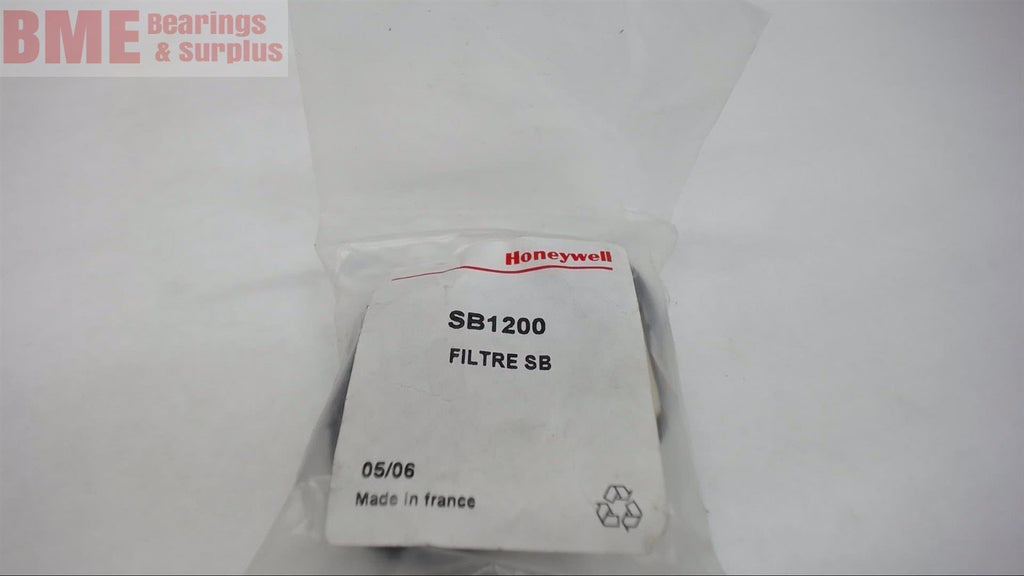 BME Bearings
& Surplus
Honeywell
SB1200
FILTRE SB
05/06
Made in france